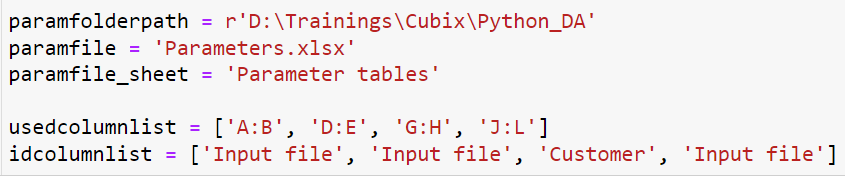 paramfolderpath = r'D:\Trainings\Cubix\Python_DA'
paramfile = 'Parameters.xlsx'
paramfile_sheet = 'Parameter tables'
usedcolumnlist = ['A:B', 'D:E', 'G:H', 'J:L']
idcolumnlist = ['Input file', 'Input file', 'Customer', 'Input file']